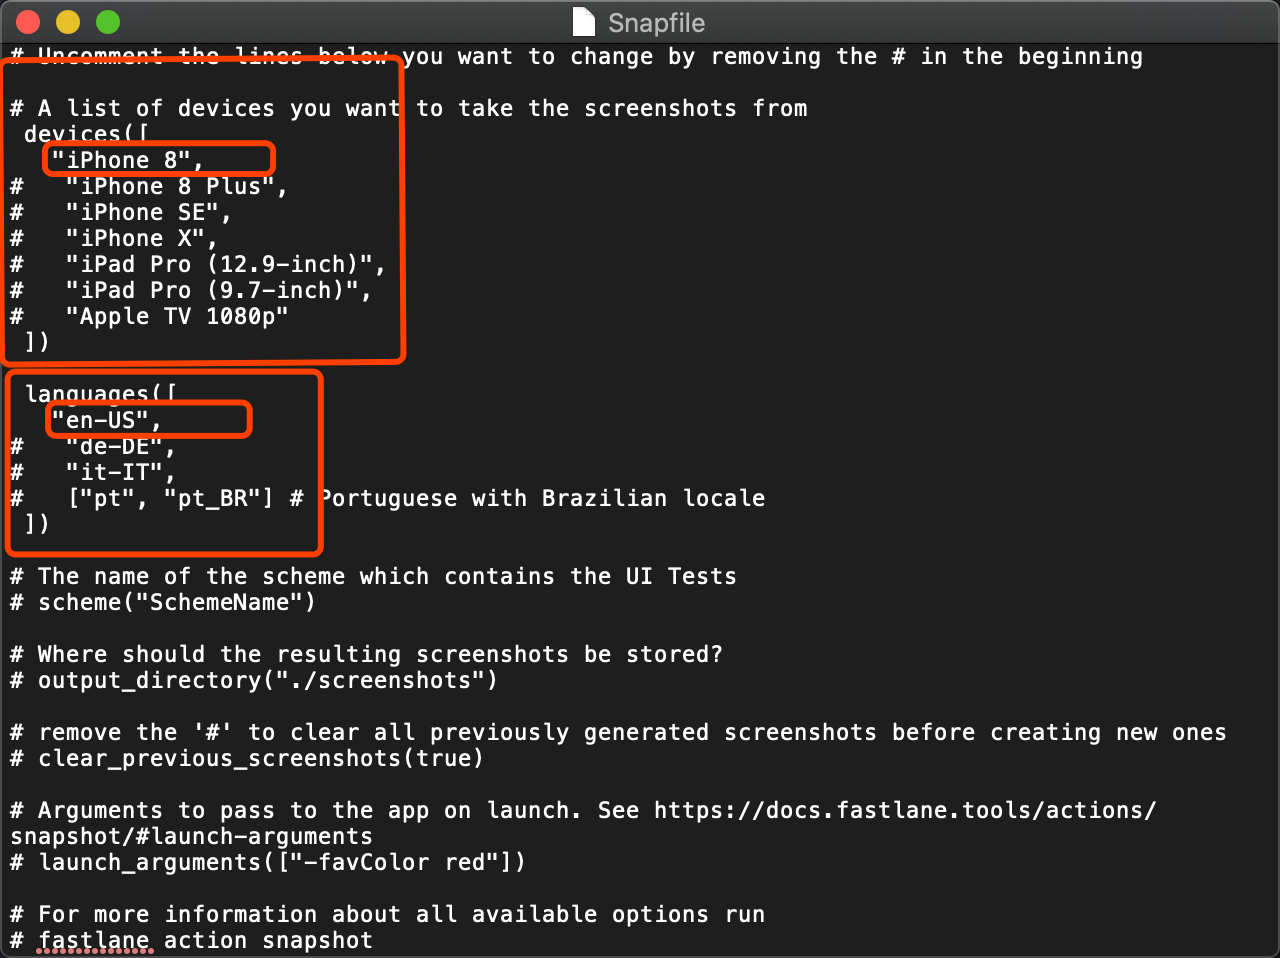 Snapfile
# Uncomment the lines below you want to change by removing the # in the beginning
# A list of devices you want to take the screenshots from
devices([
"iPhone 8",
#   "iPhone 8 Plus",
#   "iPhone SE",
#   "iPhone X",
#   "iPad Pro (12.9-inch)",
#   "iPad Pro (9.7-inch)",
#   "Apple TV 1080p"
])
languages([
"en-US",
#   "de-DE",
#   "it-IT",
#   ["pt", "pt_BR"] # Portuguese with Brazilian locale
])
# The name of the scheme which contains the UI Tests
# scheme("SchemeName")
# Where should the resulting screenshots be stored?
# output_directory("./screenshots")
# remove the '#' to clear all previously generated screenshots before creating new ones
# clear_previous_screenshots(true)
# Arguments to pass to the app on launch. See https://docs.fastlane.tools/actions/
snapshot/#launch-arguments
# launch_arguments(["-favColor red"])
# For more information about all available options run
# fastlane action snapshot